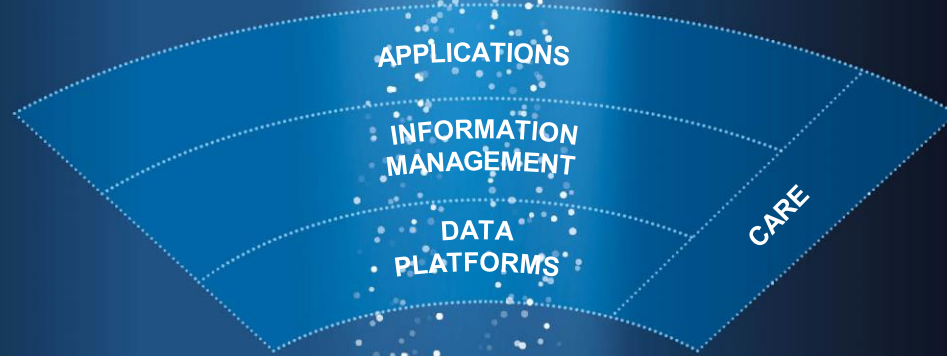 APPLICATIONS
INFORMATION
MANAGEMENT
DATA
PLATFORMS
CARE